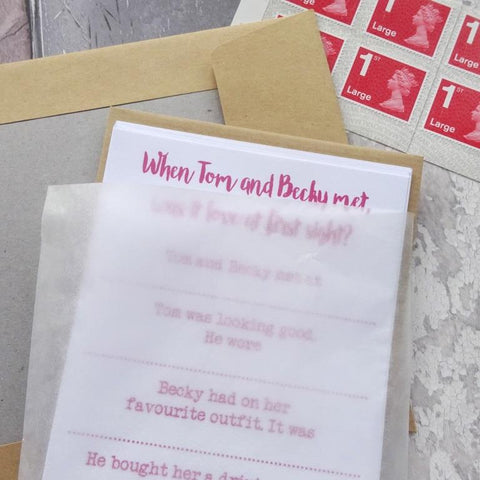 1ST
Large
1ST
Large
1
Large
1ST
Large
When Tom and Becky met,
was it love at first sight?
Tom and Becky met at
Tom was looking good
He wore
Becky had on her
favourite outfit. It was
He bought her a